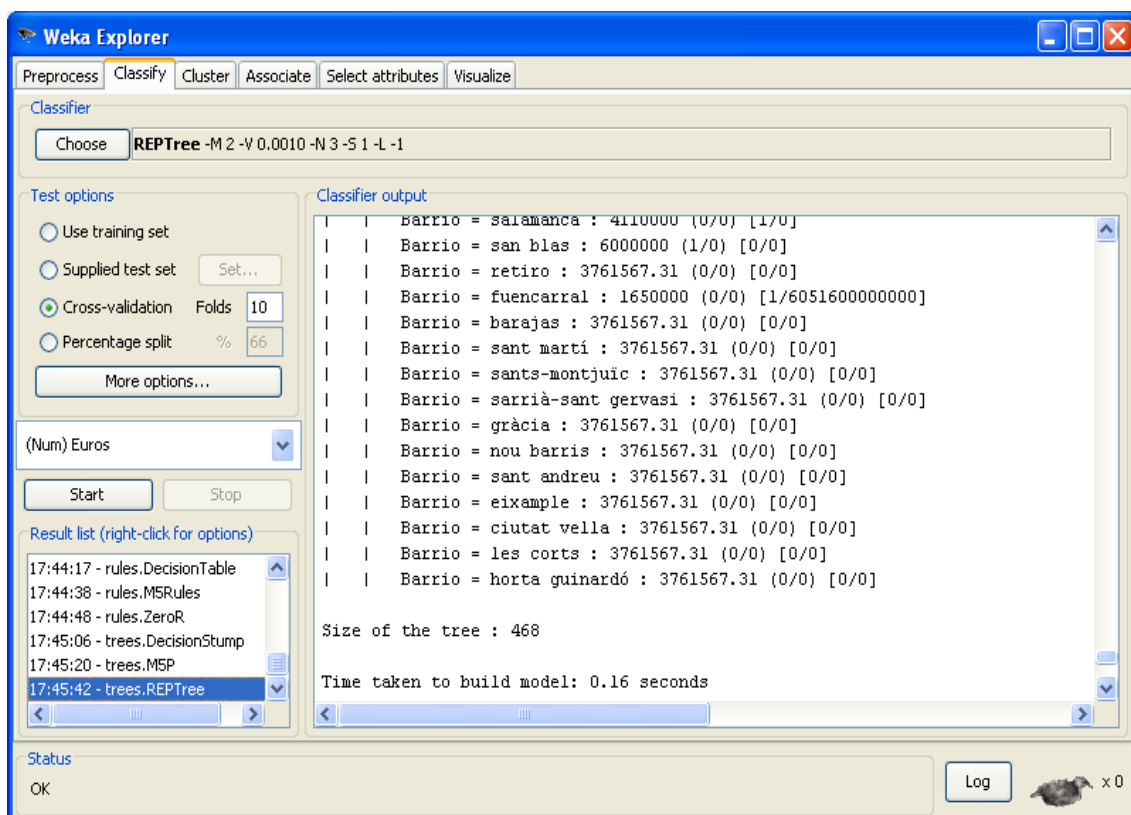 Weka Explorer
Preprocess Classify Cluster Associate Select attributes Visualize
Classifier
Choose REPTree -M 2 -V 0.0010 -N 3 -S 1 -L -1
Test options
Use training set
Supplied test set Set...
Cross-validation Folds 10
Percentage split % 66
More options...
(Num) Euros
Start Stop
Result list (right-click for options)
17:44:17 - rules.DecisionTable
17:44:38 - rules.M5Rules
17:44:48 - rules.ZeroR
17:45:06 - trees.DecisionStump
17:45:20 - trees.M5P
17:45:42 - trees.REPTree
Classifier output
| | Barrio = salamanca : 4110000 (0/0) [1/0]
| | Barrio = san blas : 6000000 (1/0) [0/0]
| | Barrio = retiro : 3761567.31 (0/0) [0/0]
| | Barrio = fuencarral : 1650000 (0/0) [1/6051600000000]
| | Barrio = barajas : 3761567.31 (0/0) [0/0]
| | Barrio = sant martí : 3761567.31 (0/0) [0/0]
| | Barrio = sants-montjuïc : 3761567.31 (0/0) [0/0]
| | Barrio = sarrià-sant gervasi : 3761567.31 (0/0) [0/0]
| | Barrio = gràcia : 3761567.31 (0/0) [0/0]
| | Barrio = nou barris : 3761567.31 (0/0) [0/0]
| | Barrio = sant andreu : 3761567.31 (0/0) [0/0]
| | Barrio = eixample : 3761567.31 (0/0) [0/0]
| | Barrio = ciutat vella : 3761567.31 (0/0) [0/0]
| | Barrio = les corts : 3761567.31 (0/0) [0/0]
| | Barrio = horta guinardó : 3761567.31 (0/0) [0/0]
Size of the tree : 468
Time taken to build model: 0.16 seconds
Status
OK
Log x 0